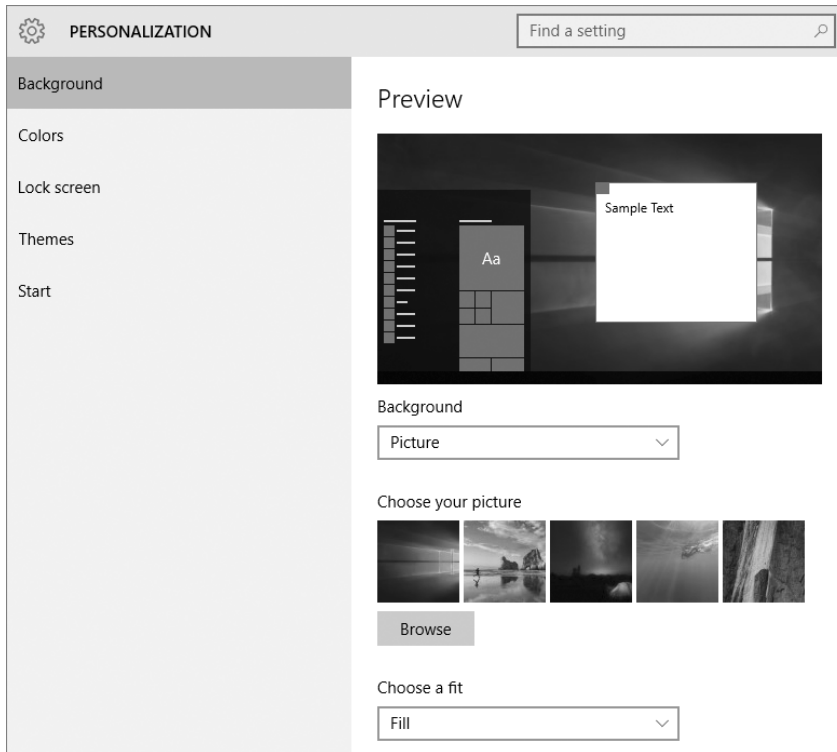 PERSONALIZATION
Find a setting
Background
Colors
Lock screen
Themes
Start
Preview
Sample Text
Aa
Background
Picture
Choose your picture
Browse
Choose a fit
Fill